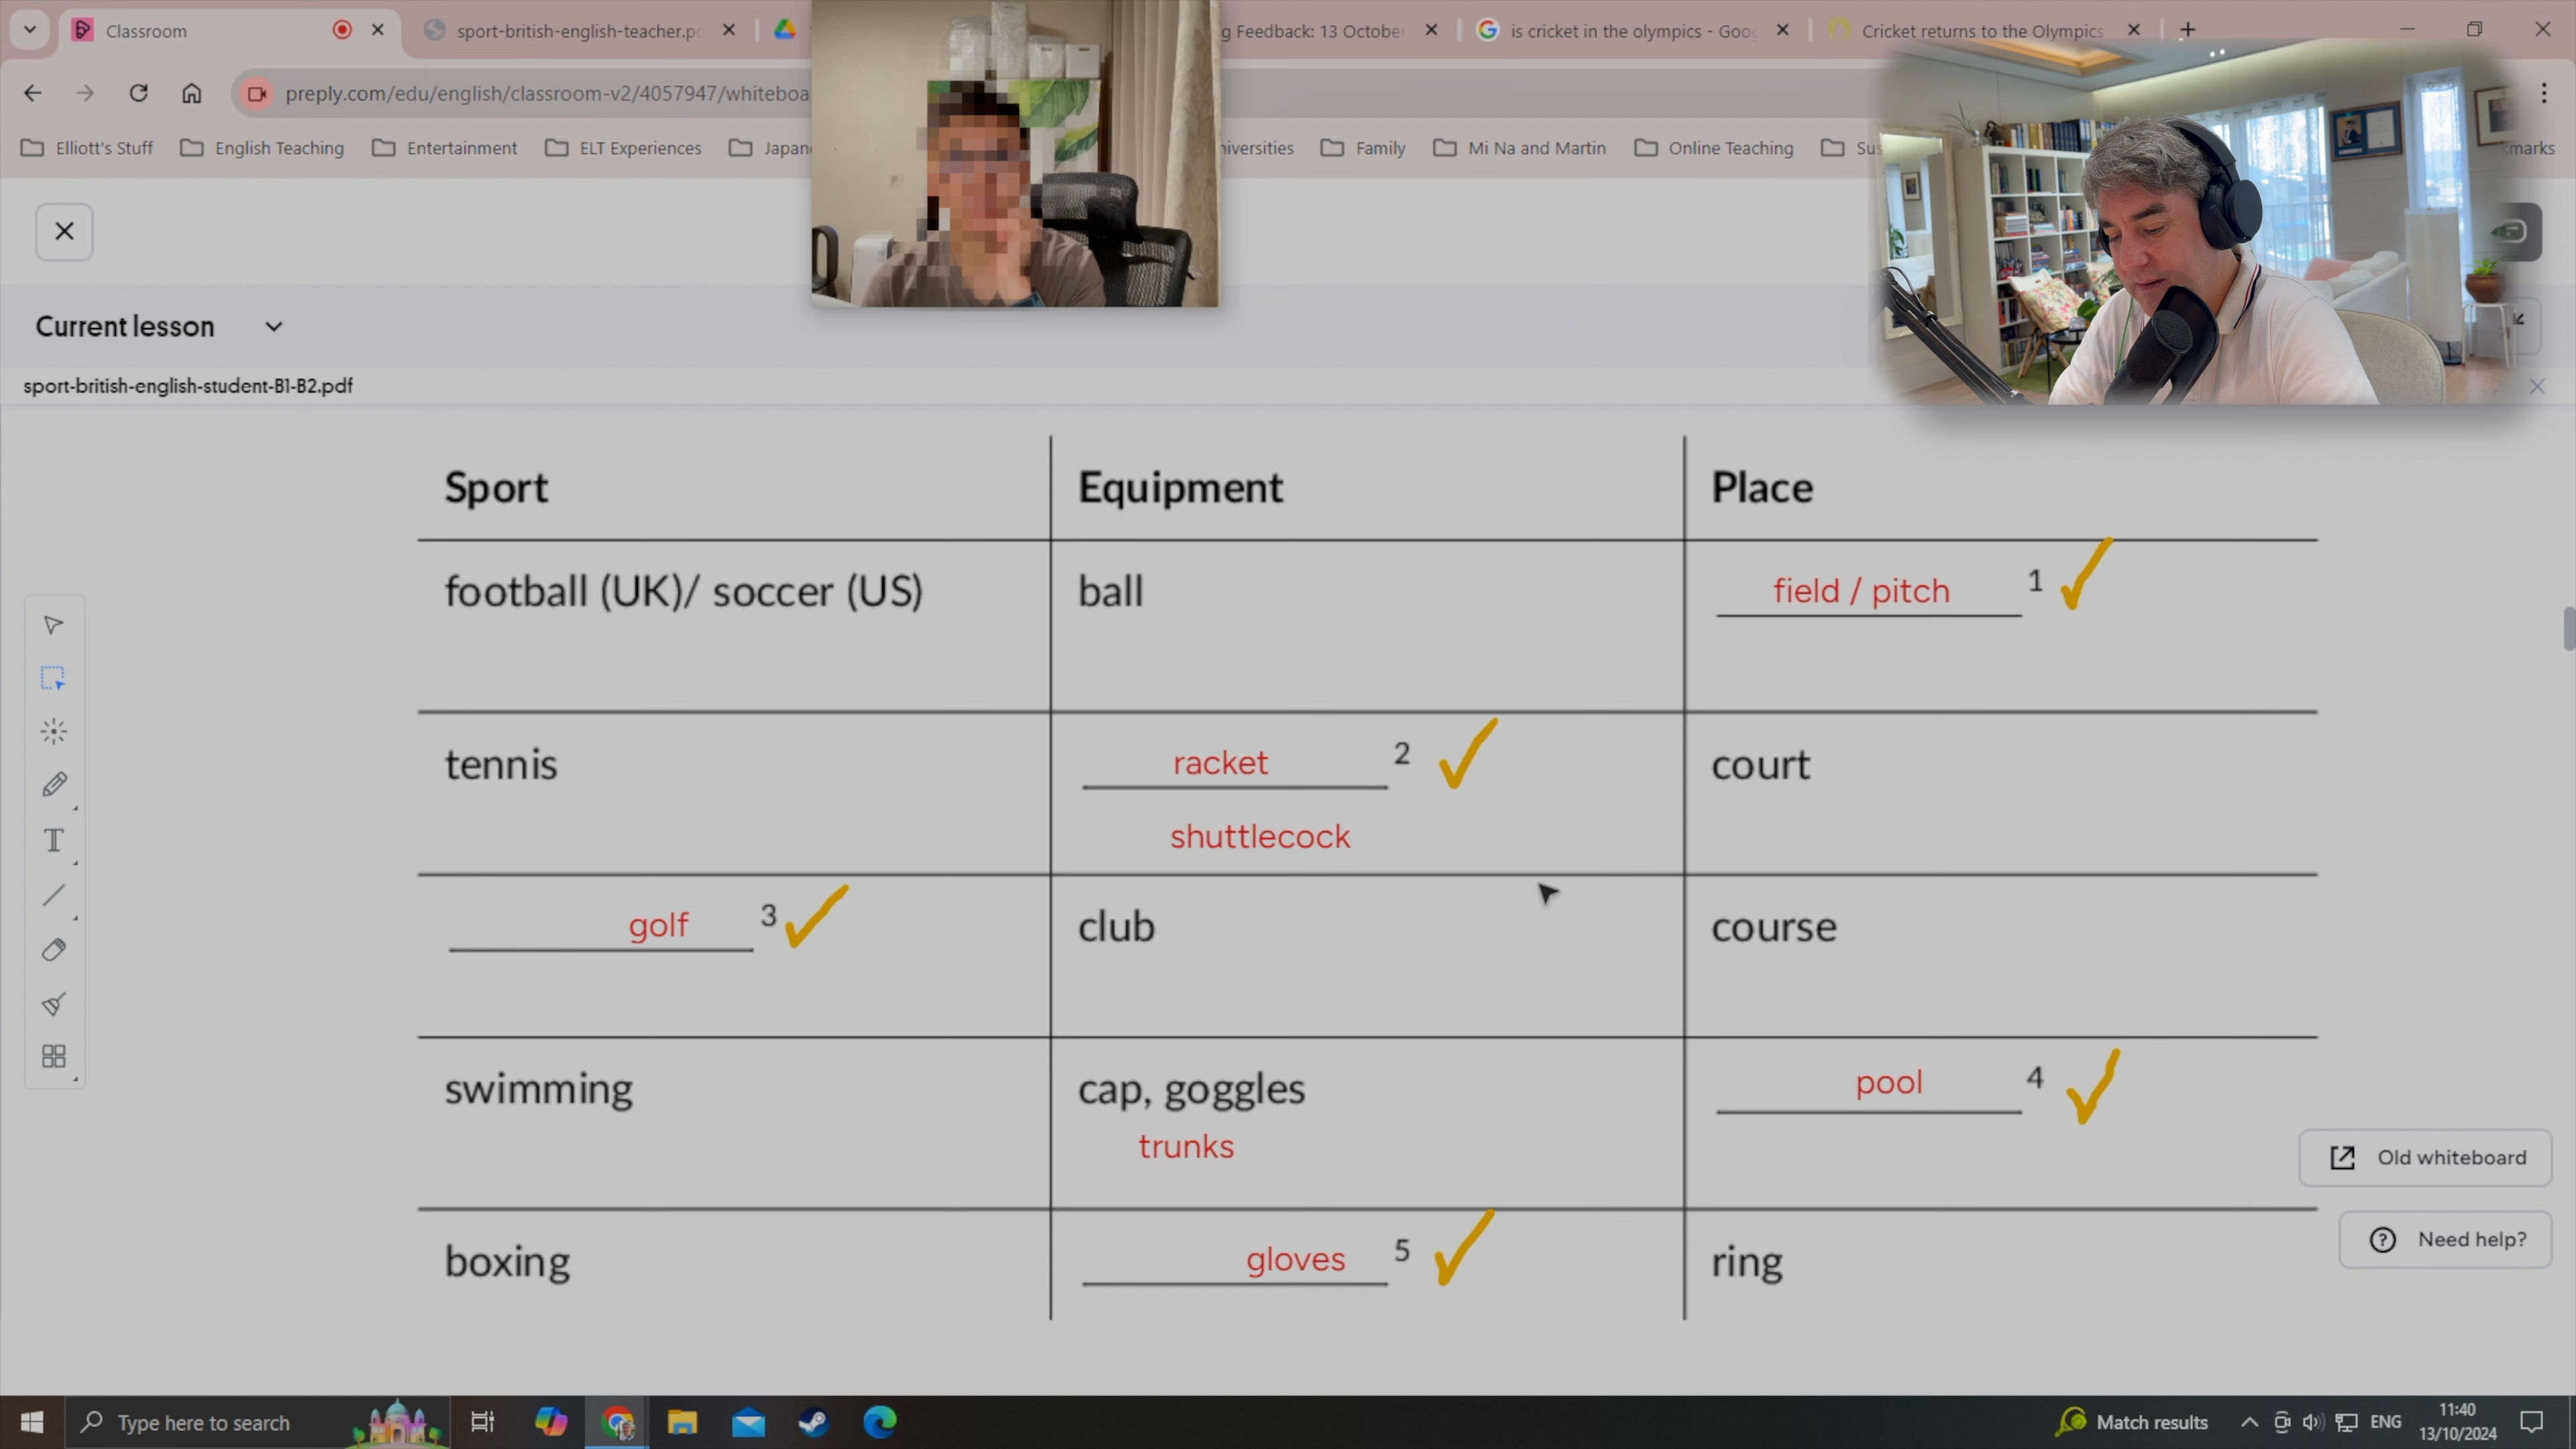 Classroom
sport-british-english-teacher.pd
g Feedback: 13 October
is cricket in the olympics - Goog
Cricket returns to the Olympics
preply.com/edu/english/classroom-v2/4057947/whiteboa
Elliott's Stuff
English Teaching
Entertainment
ELT Experiences
Japan
niversities
Family
Mi Na and Martin
Online Teaching
Sus
kmarks
Current lesson
sport-british-english-student-B1-B2.pdf
Sport Equipment Place
football (UK)/ soccer (US) ball field / pitch 1
tennis racket 2 court
shuttlecock
golf 3 club course
swimming cap, goggles pool 4
trunks
boxing gloves 5 ring
Old whiteboard
Need help?
Type here to search
Match results
ENG
11:40
13/10/2024